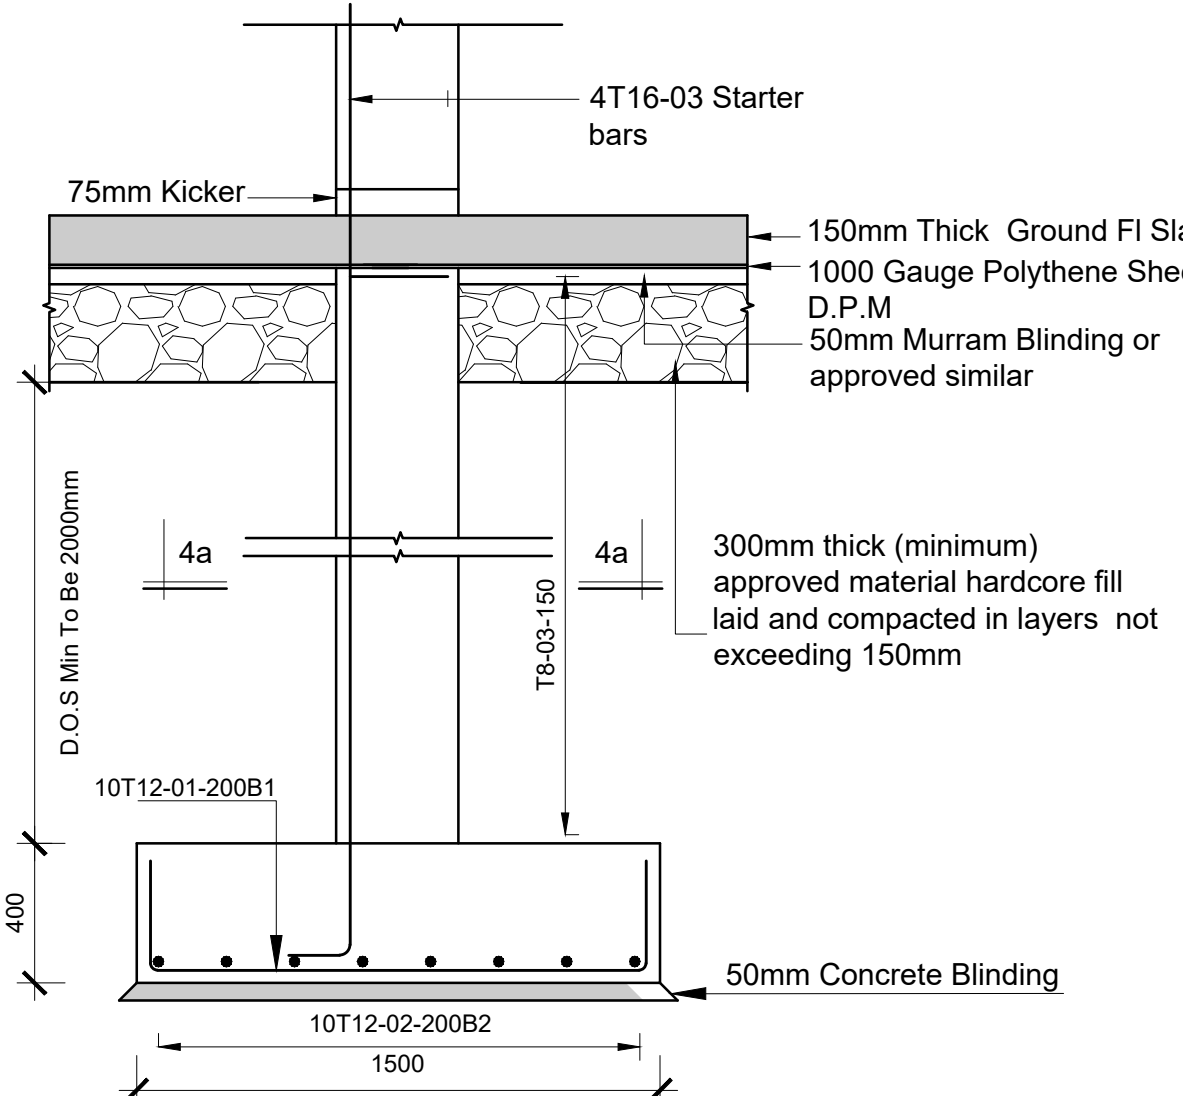 4T16-03 Starter
bars
75mm Kicker
150mm Thick Ground Fl
1000 Gauge Polythene
D.P.M
50mm Murram Blinding or
approved similar
D.O.S Min To Be 2000mm
4a
4a
T8-03-150
300mm thick (minimum)
approved material hardcore fill
laid and compacted in layers not
exceeding 150mm
10T12-01-200B1
400
50mm Concrete Blinding
10T12-02-200B2
1500